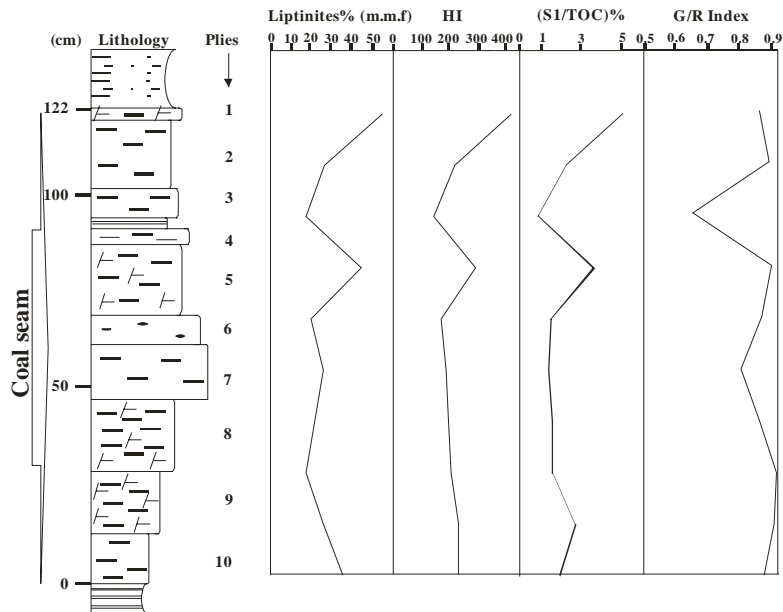 Liptinites% (m.m.f) HI (S1/TOC)% G/R Index
(cm) Lithology Plies
0 10 20 30 40 50 0 100 200 300 400 0 1 3 5 0.5 0.6 0.7 0.8 0.9
122 1
2
100 3
4
5
6
50 7
8
9
10
0
Coal seam